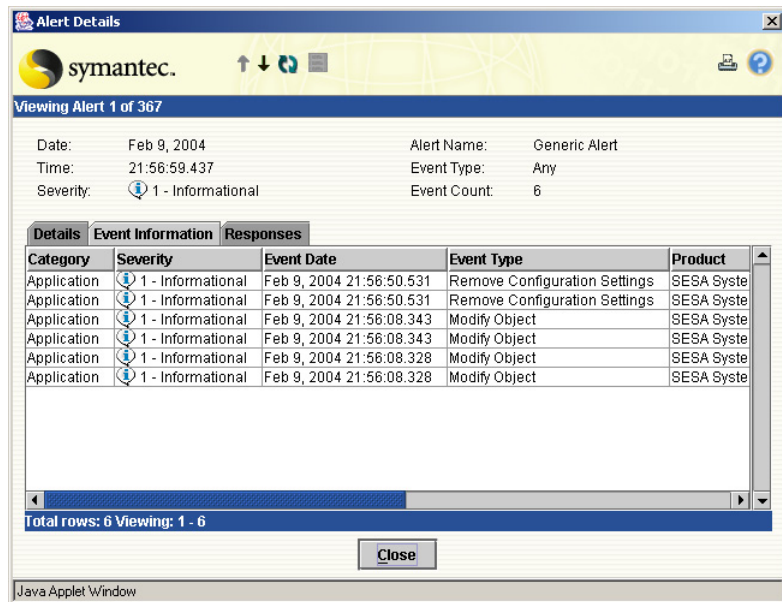 Alert Details
symantec.
Viewing Alert 1 of 367
Date: Feb 9, 2004 Alert Name: Generic Alert
Time: 21:56:59.437 Event Type: Any
Severity: 1 - Informational Event Count: 6
Details Event Information Responses
Category Severity Event Date Event Type Product
Application 1 - Informational Feb 9, 2004 21:56:50.531 Remove Configuration Settings SESA Syste
Application 1 - Informational Feb 9, 2004 21:56:50.531 Remove Configuration Settings SESA Syste
Application 1 - Informational Feb 9, 2004 21:56:08.343 Modify Object SESA Syste
Application 1 - Informational Feb 9, 2004 21:56:08.343 Modify Object SESA Syste
Application 1 - Informational Feb 9, 2004 21:56:08.328 Modify Object SESA Syste
Application 1 - Informational Feb 9, 2004 21:56:08.328 Modify Object SESA Syste
Total rows: 6 Viewing: 1 - 6
Close
Java Applet Window